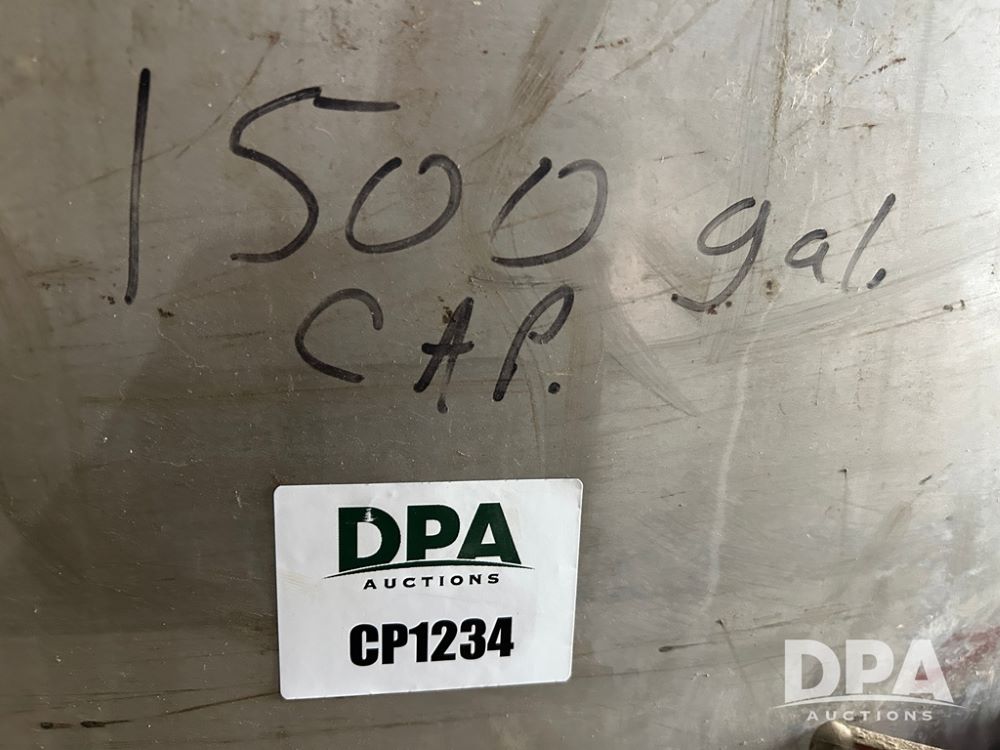 1500 gal.
CAP.
DPA
AUCTIONS
CP1234
DPA
AUCTIONS